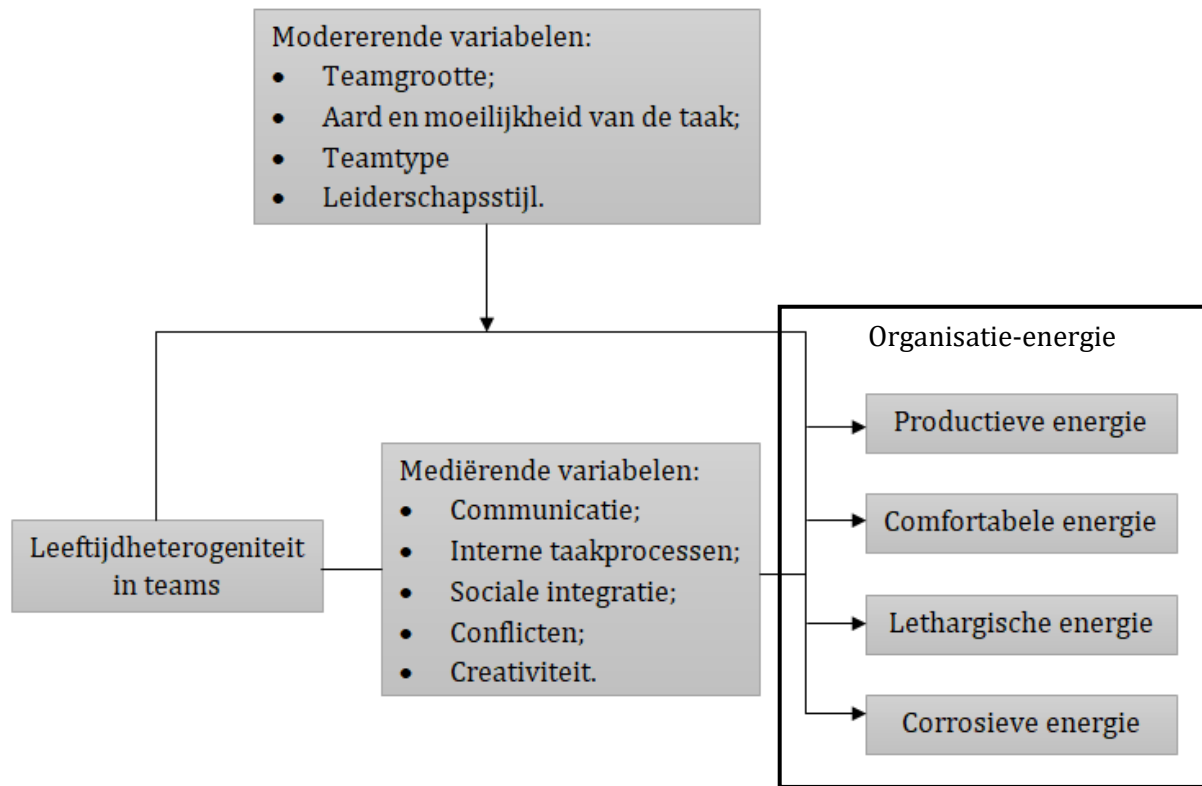 Modererende variabelen:
• Teamgrootte;
• Aard en moeilijkheid van de taak;
• Teamtype
• Leiderschapsstijl.
Organisatie-energie
Productieve energie
Mediërende variabelen:
• Communicatie;
• Interne taakprocessen;
• Sociale integratie;
• Conflicten;
• Creativiteit.
Leeftijdheterogeniteit
in teams
Comfortabele energie
Lethargische energie
Corrosieve energie